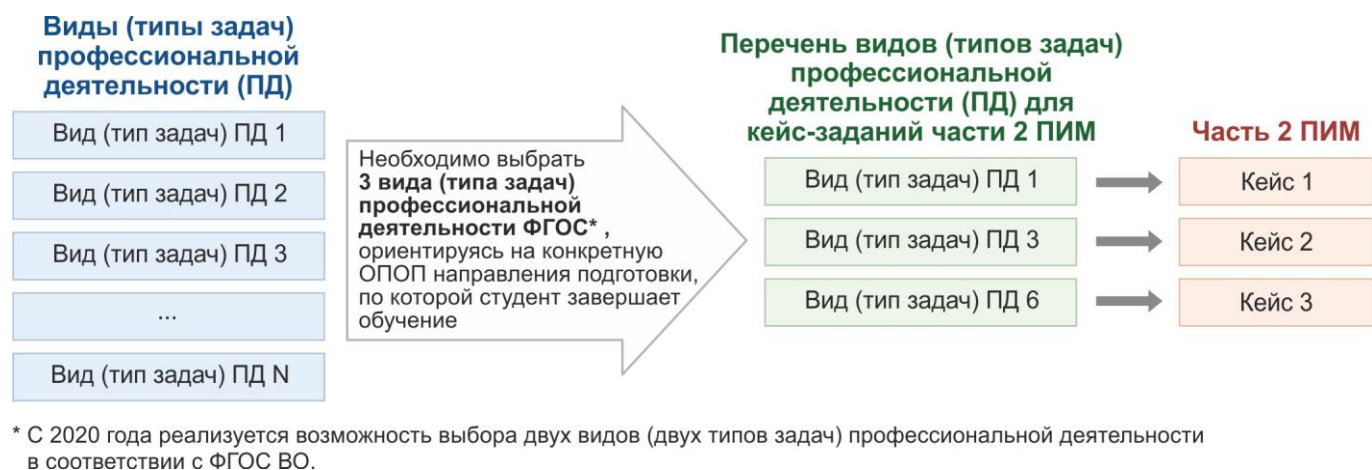 Виды (типы задач)
профессиональной
деятельности (ПД)
Вид (тип задач) ПД 1
Вид (тип задач) ПД 2
Вид (тип задач) ПД 3
...
Вид (тип задач) ПД N
Необходимо выбрать
3 вида (типа задач)
профессиональной
деятельности ФГОС* ,
ориентируясь на конкретную
ОПОП направления подготовки,
по которой студент завершает
обучение
Перечень видов (типов задач)
профессиональной
деятельности (ПД) для
кейс-заданий части 2 ПИМ
Вид (тип задач) ПД 1
Вид (тип задач) ПД 3
Вид (тип задач) ПД 6
Часть 2 ПИМ
Кейс 1
Кейс 2
Кейс 3
* С 2020 года реализуется возможность выбора двух видов (двух типов задач) профессиональной деятельности
в соответствии с ФГОС ВО.